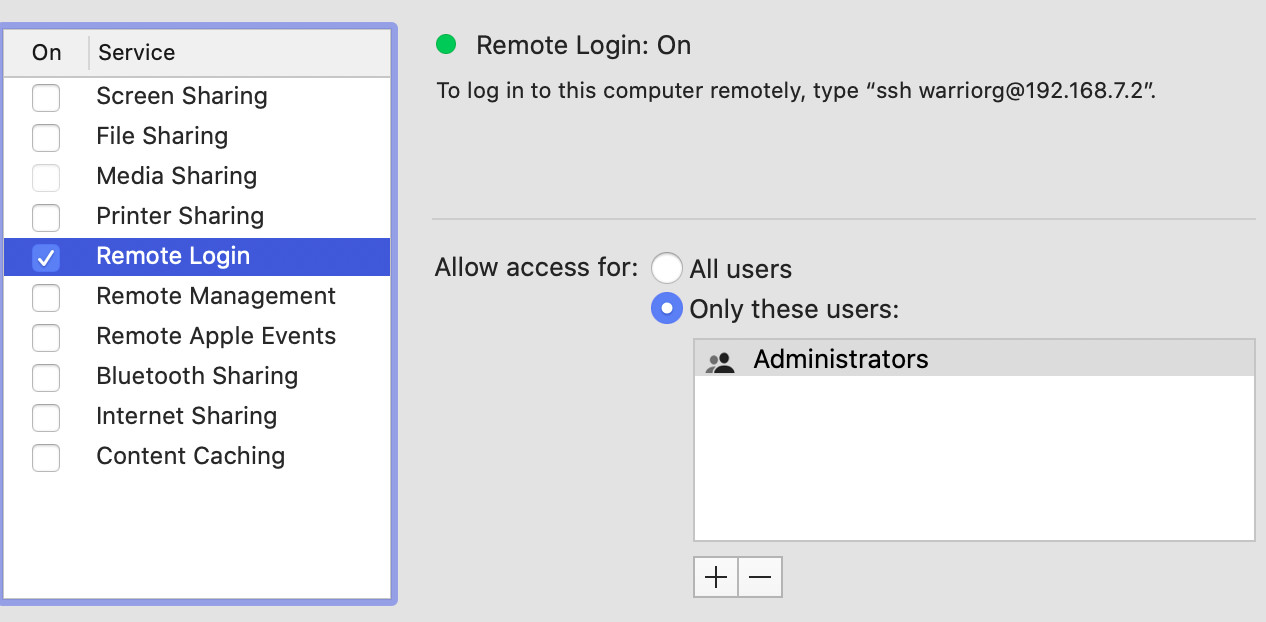 On Service
Screen Sharing
File Sharing
Media Sharing
Printer Sharing
Remote Login
Remote Management
Remote Apple Events
Bluetooth Sharing
Internet Sharing
Content Caching
Remote Login: On
To log in to this computer remotely, type “ssh warriorg@192.168.7.2”.
Allow access for: All users
Only these users:
Administrators